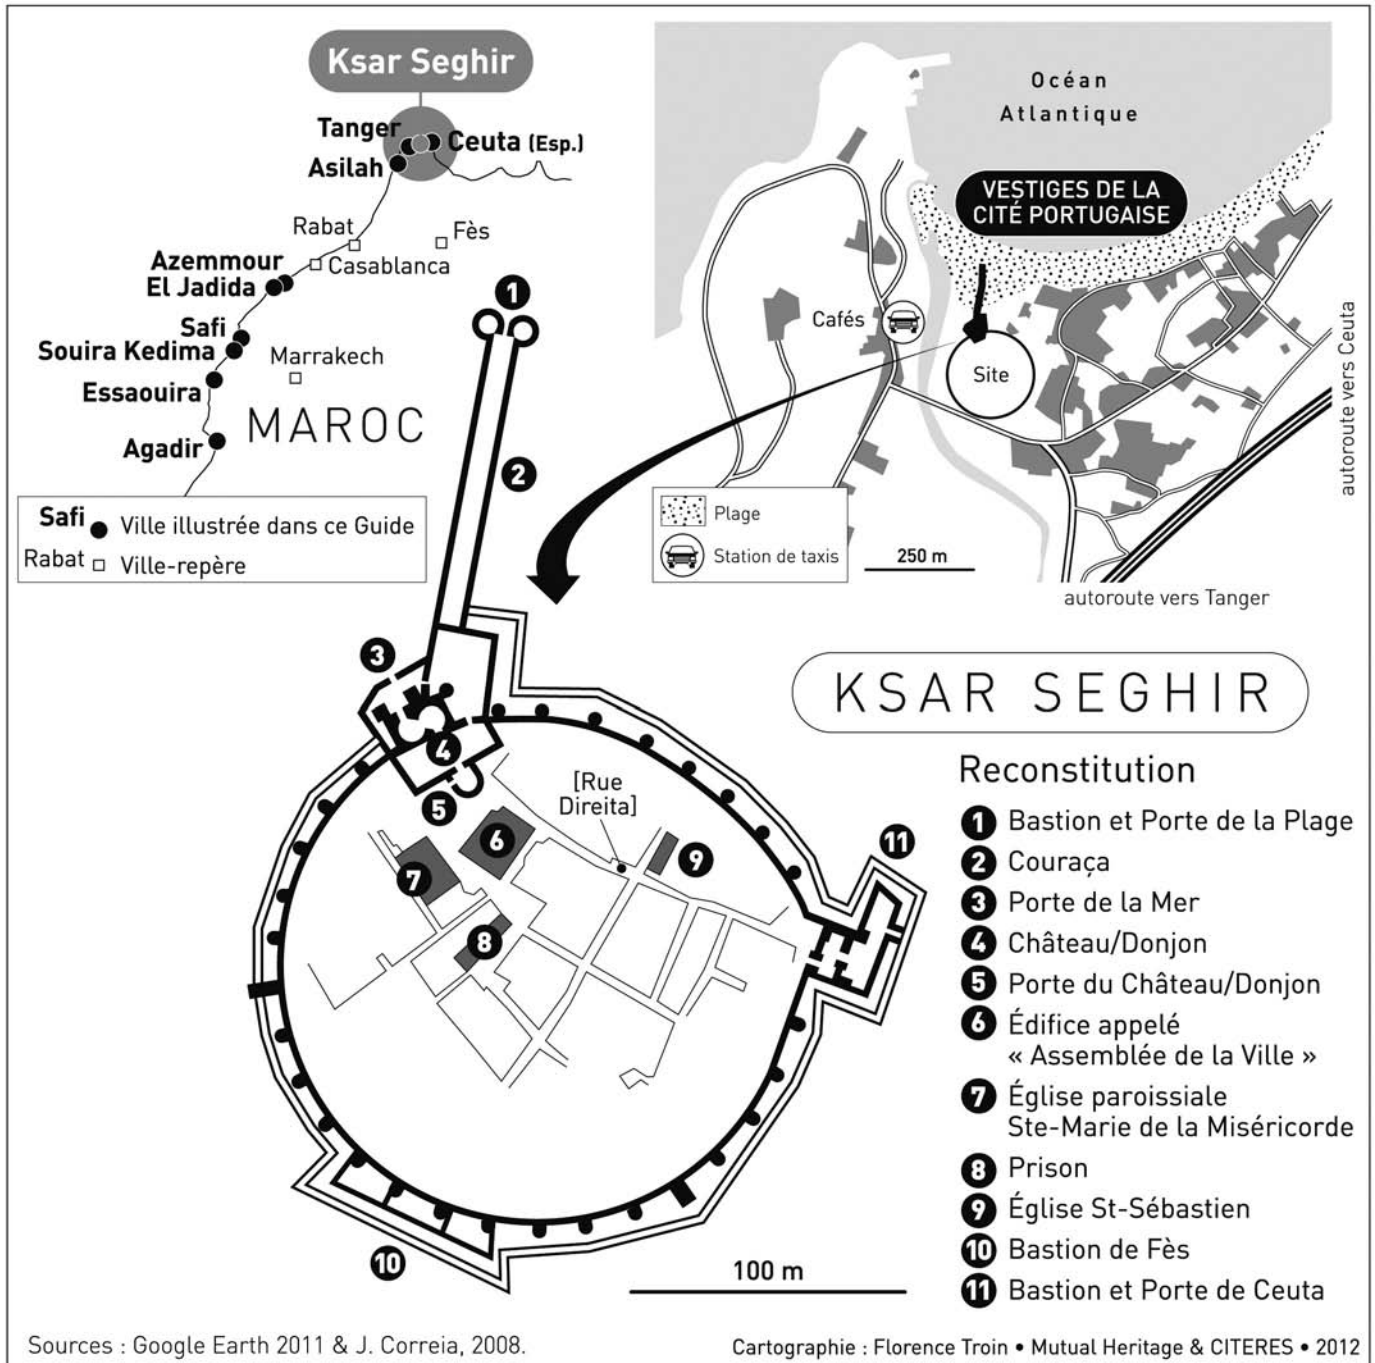 Ksar Seghir
Tanger
Ceuta (Esp.)
Asilah
Rabat
Fès
Casablanca
Azemmour
El Jadida
Safi
Souira Kedima
Marrakech
Essaouira
MAROC
Agadir
Safi Ville illustrée dans ce Guide
Rabat Ville-repère
Océan
Atlantique
VESTIGES DE LA
CITÉ PORTUGAISE
Cafés
Site
autoroute vers Ceuta
Plage
Station de taxis
250 m
autoroute vers Tanger
1
2
3
4
5
6
7
8
9
10
11
[Rue
Direita]
100 m
KSAR SEGHIR
Reconstitution
1 Bastion et Porte de la Plage
2 Couraça
3 Porte de la Mer
4 Château/Donjon
5 Porte du Château/Donjon
6 Édifice appelé
« Assemblée de la Ville »
7 Église paroissiale
Ste-Marie de la Miséricorde
8 Prison
9 Église St-Sébastien
10 Bastion de Fès
11 Bastion et Porte de Ceuta
Sources : Google Earth 2011 & J. Correia, 2008.
Cartographie : Florence Troin • Mutual Heritage & CITERES • 2012